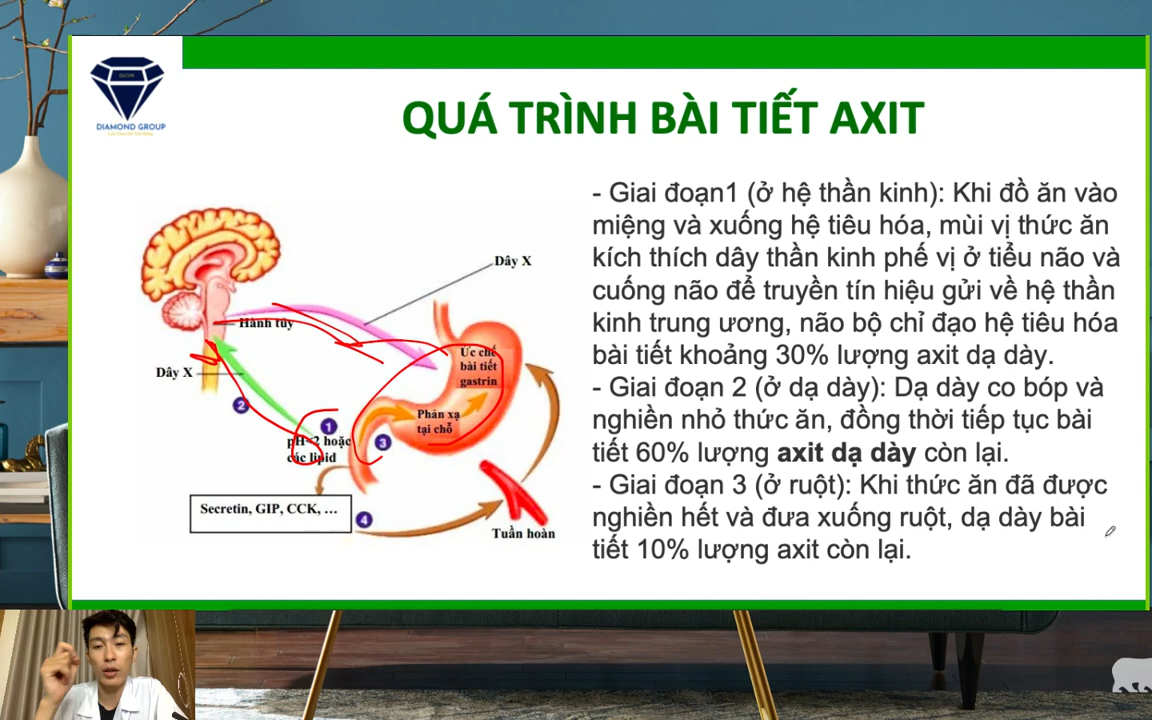 DIAMOND GROUP
QUÁ TRÌNH BÀI TIẾT AXIT
- Giai đoạn1 (ở hệ thần kinh): Khi đồ ăn vào
miệng và xuống hệ tiêu hóa, mùi vị thức ăn
kích thích dây thần kinh phế vị ở tiểu não và
cuống não để truyền tín hiệu gửi về hệ thần
kinh trung ương, não bộ chỉ đạo hệ tiêu hóa
bài tiết khoảng 30% lượng axit dạ dày.
- Giai đoạn 2 (ở dạ dày): Dạ dày co bóp và
nghiền nhỏ thức ăn, đồng thời tiếp tục bài
tiết 60% lượng axit dạ dày còn lại.
- Giai đoạn 3 (ở ruột): Khi thức ăn đã được
nghiền hết và đưa xuống ruột, dạ dày bài
tiết 10% lượng axit còn lại.
Dây X
Hành tủy
Ức chế
bài tiết
gastrin
Dây X
2
Phản xạ
tại chỗ
1
pH<2 hoặc
các lipid
3
Secretin, GIP, CCK, ...
4
Tuần hoàn